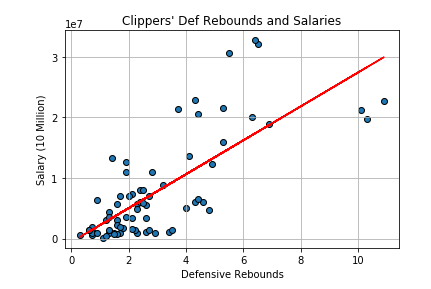 Clippers' Def Rebounds and Salaries
1e7
3
2
1
0
Salary (10 Million)
0 2 4 6 8 10
Defensive Rebounds